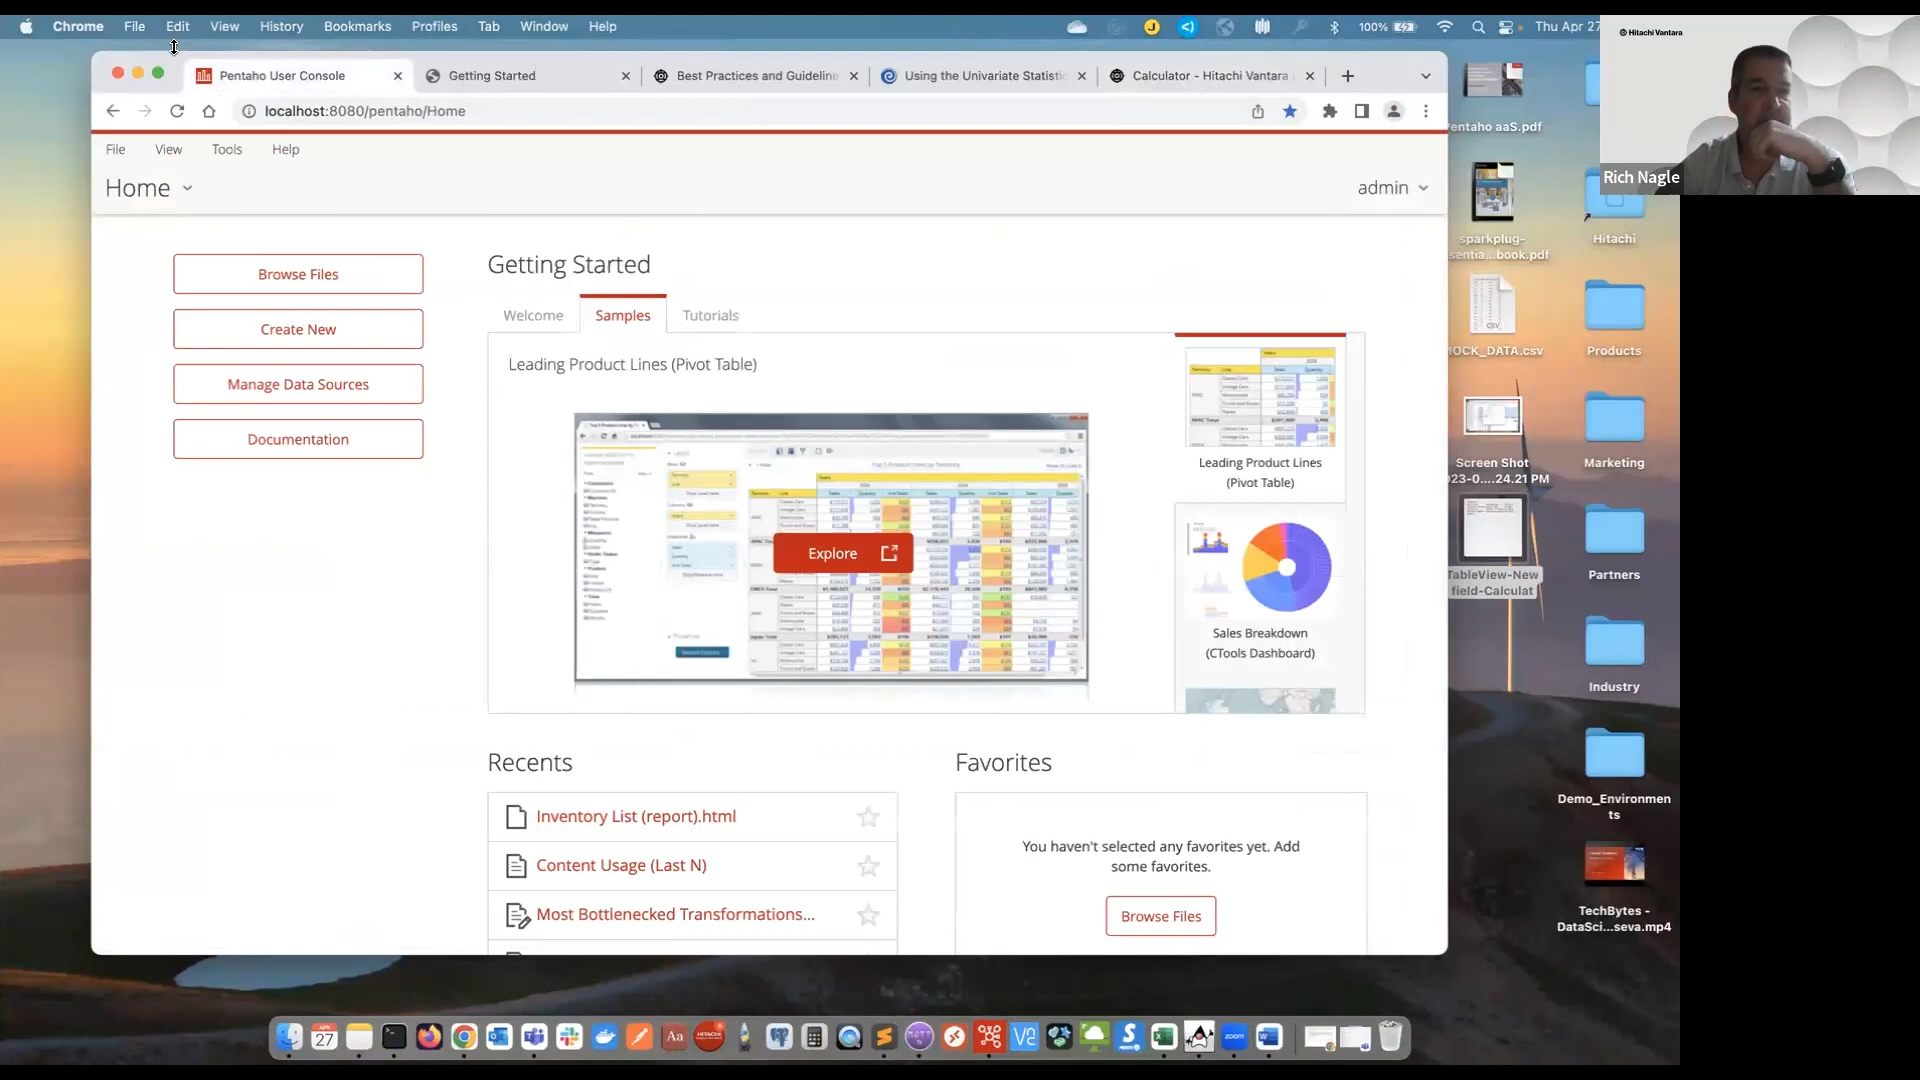 Chrome File Edit View History Bookmarks Profiles Tab Window Help
100%
Thu Apr 27
Hitachi Vantara
Rich Nagle
Pentaho User Console
Getting Started
Best Practices and Guideline
Using the Univariate Statistic
Calculator - Hitachi Vantara
localhost:8080/pentaho/Home
File View Tools Help
Home
admin
Browse Files
Create New
Manage Data Sources
Documentation
Getting Started
Welcome Samples Tutorials
Leading Product Lines (Pivot Table)
Explore
Leading Product Lines
(Pivot Table)
Sales Breakdown
(CTools Dashboard)
Recents
Inventory List (report).html
Content Usage (Last N)
Most Bottlenecked Transformations...
Favorites
You haven't selected any favorites yet. Add
some favorites.
Browse Files
entaho aaS.pdf
sparkplug-
sentia...book.pdf
Hitachi
OCK_DATA.csv
Products
Screen Shot
23-0....24.21 PM
Marketing
TableView-New
field-Calculat
Partners
Industry
Demo_Environmen
ts
TechBytes -
DataSci...seva.mp4
APR
27
Aa
HITACHI
zoom